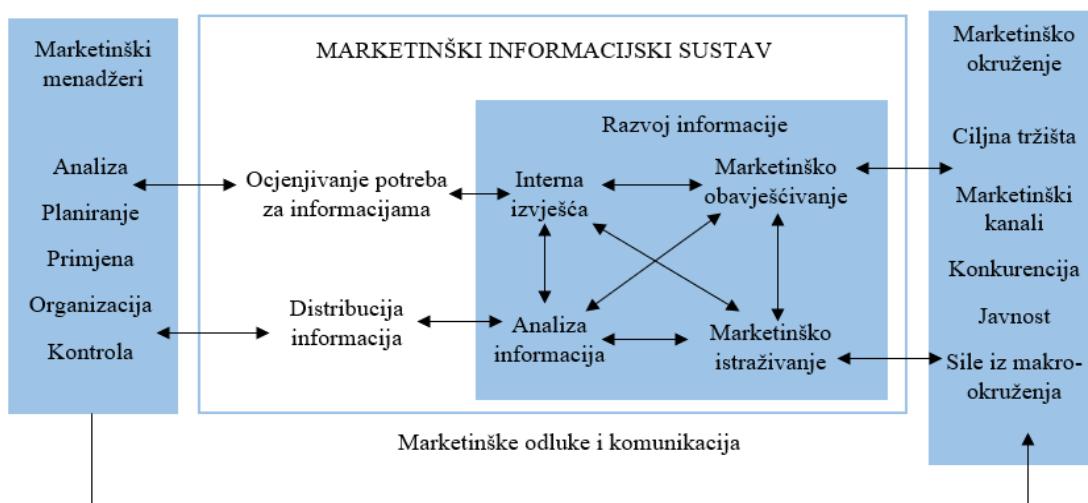 Marketinški
menadžeri
Analiza
Planiranje
Primjena
Organizacija
Kontrola
MARKETINŠKI INFORMACIJSKI SUSTAV
Ocjenjivanje potreba
za informacijama
Distribucija
informacija
Razvoj informacije
Interna
izvješća
Marketinško
obavješćivanje
Analiza
informacija
Marketinško
istraživanje
Marketinško
okruženje
Ciljna tržišta
Marketinški
kanali
Konkurencija
Javnost
Sile iz makro-
okruženja
Marketinške odluke i komunikacija